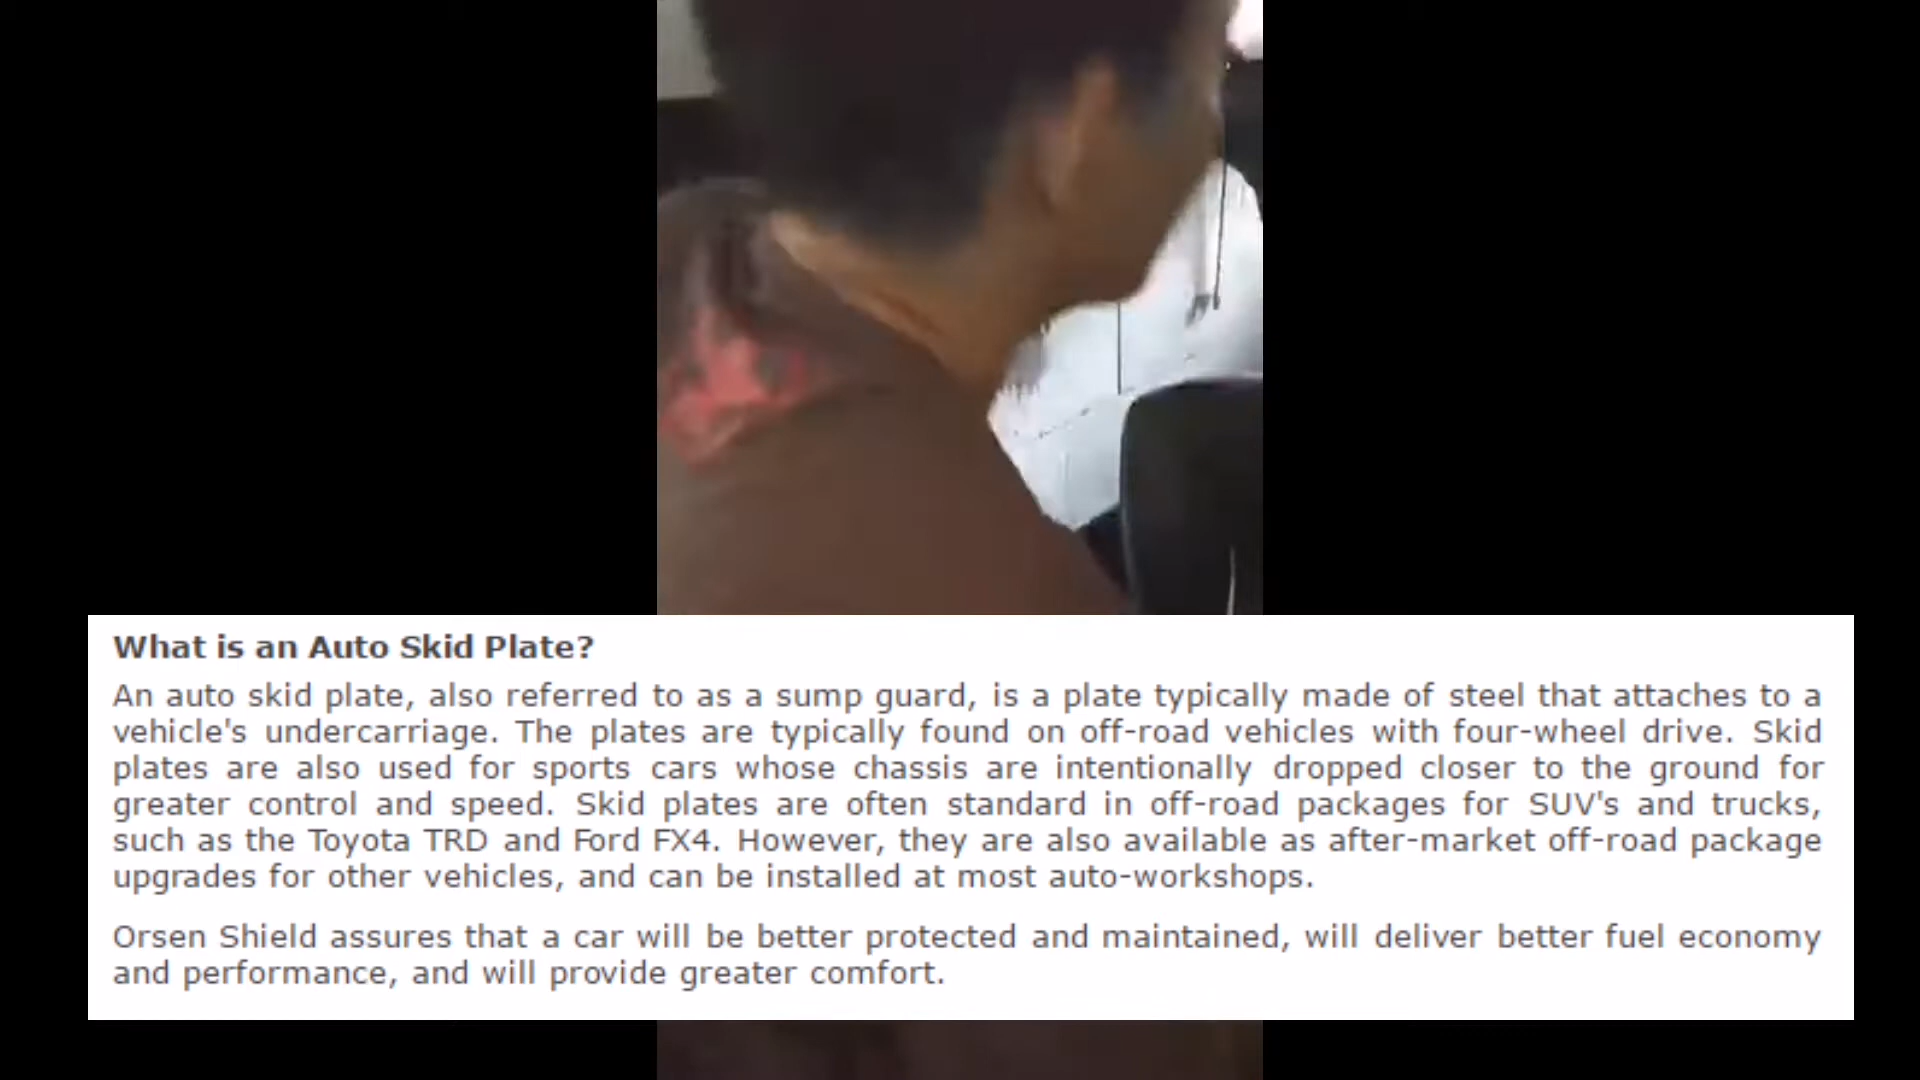 What is an Auto Skid Plate?
An auto skid plate, also referred to as a sump guard, is a plate typically made of steel that attaches to a
vehicle's undercarriage. The plates are typically found on off-road vehicles with four-wheel drive. Skid
plates are also used for sports cars whose chassis are intentionally dropped closer to the ground for
greater control and speed. Skid plates are often standard in off-road packages for SUV's and trucks,
such as the Toyota TRD and Ford FX4. However, they are also available as after-market off-road package
upgrades for other vehicles, and can be installed at most auto-workshops.
Orsen Shield assures that a car will be better protected and maintained, will deliver better fuel economy
and performance, and will provide greater comfort.